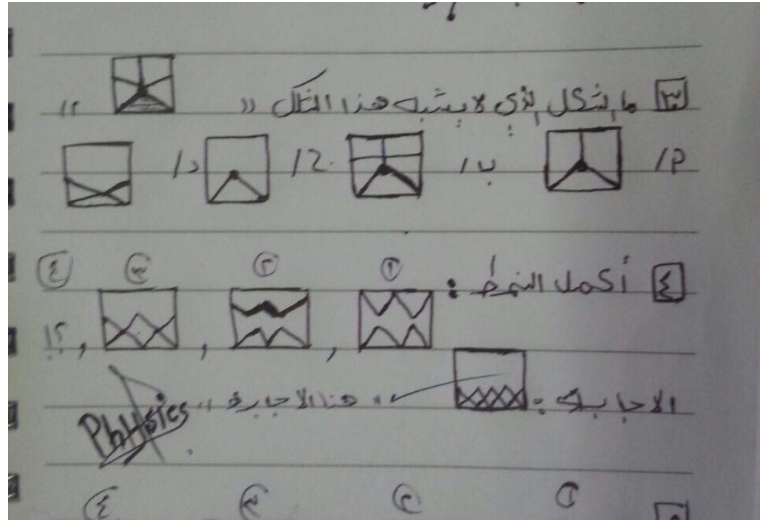 ٣ ما الشكل الذي لا يشبه هذا الشكل " "
أ/ ب/ ج/ د/
٤ أكمل النمط :
١ ٢ ٣ ٤
، ، ، ؟!
الاجابة : هنا الاجابة "
Physics
١ ٢ ٣ ٤